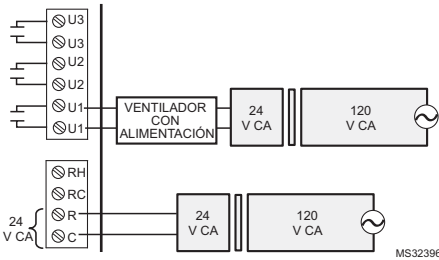 U3
U3
U2
U2
U1
U1
VENTILADOR
CON
ALIMENTACIÓN
24
V CA
120
V CA
RH
RC
R
C
24
V CA
24
V CA
120
V CA
MS32396